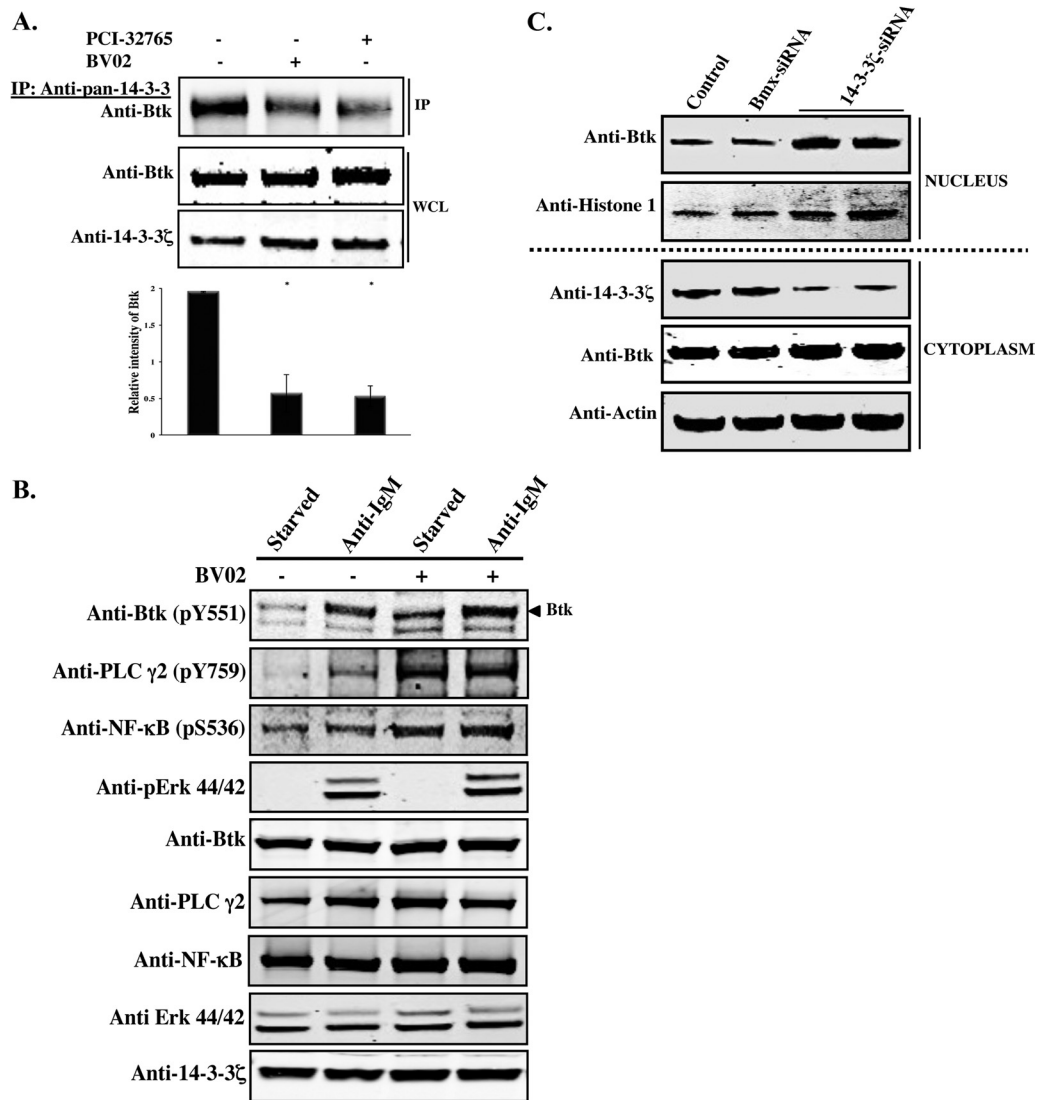 A.
PCI-32765 - - +
BV02 - + -
IP: Anti-pan-14-3-3
Anti-Btk
IP
Anti-Btk
Anti-14-3-3ζ
WCL
Relative intensity of Btk
2
1.5
1
0.5
0
* *
B.
Starved Anti-IgM Starved Anti-IgM
BV02 - - + +
Anti-Btk (pY551)
Btk
Anti-PLC γ2 (pY759)
Anti-NF-κB (pS536)
Anti-pErk 44/42
Anti-Btk
Anti-PLC γ2
Anti-NF-κB
Anti Erk 44/42
Anti-14-3-3ζ
C.
Control Bmx-siRNA 14-3-3ζ-siRNA
Anti-Btk
Anti-Histone 1
NUCLEUS
Anti-14-3-3ζ
Anti-Btk
Anti-Actin
CYTOPLASM